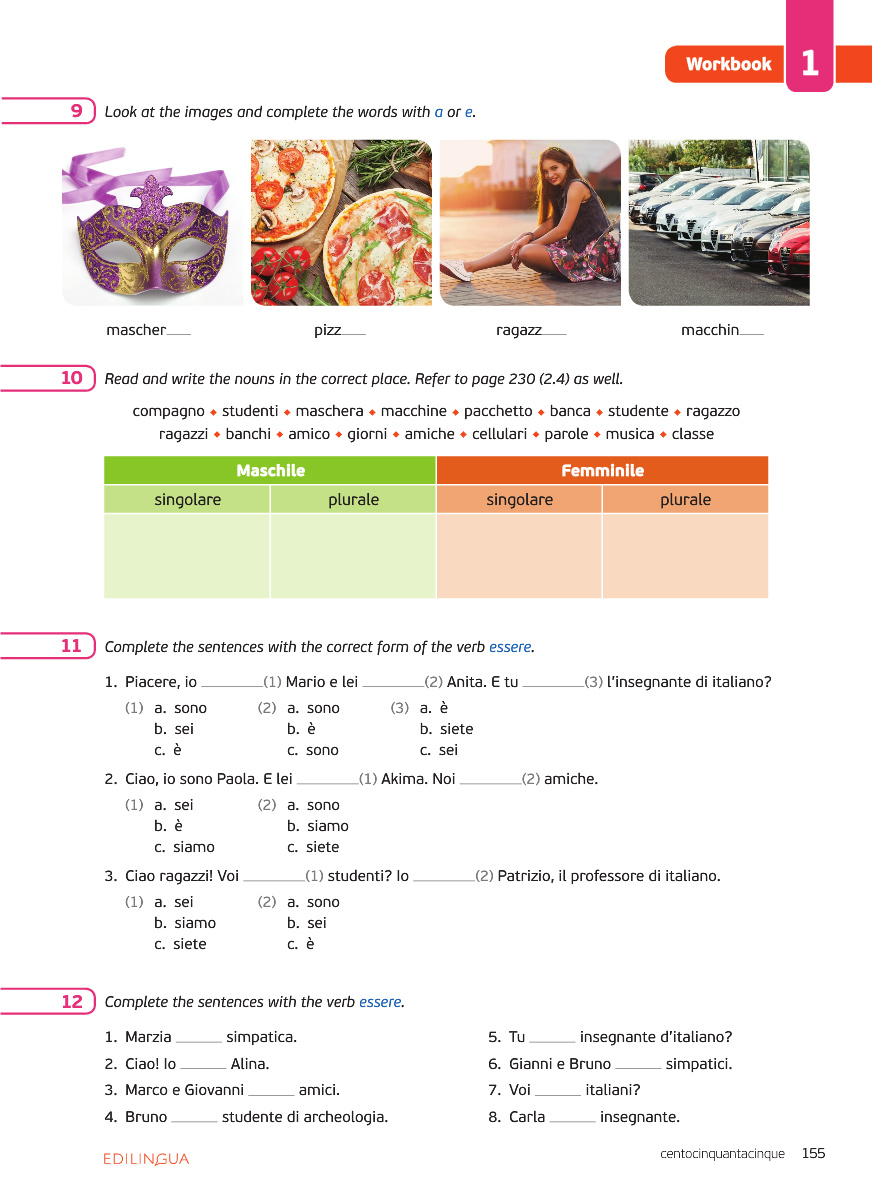 Workbook 1
9 Look at the images and complete the words with a or e.
mascher___ pizz___ ragazz___ macchin___
10 Read and write the nouns in the correct place. Refer to page 230 (2.4) as well.
compagno ◆ studenti ◆ maschera ◆ macchine ◆ pacchetto ◆ banca ◆ studente ◆ ragazzo
ragazzi ◆ banchi ◆ amico ◆ giorni ◆ amiche ◆ cellulari ◆ parole ◆ musica ◆ classe
Maschile Femminile
singolare plurale singolare plurale
11 Complete the sentences with the correct form of the verb essere.
1. Piacere, io ________(1) Mario e lei ________(2) Anita. E tu ________(3) l'insegnante di italiano?
(1) a. sono (2) a. sono (3) a. è
b. sei b. è b. siete
c. è c. sono c. sei
2. Ciao, io sono Paola. E lei ________(1) Akima. Noi ________(2) amiche.
(1) a. sei (2) a. sono
b. è b. siamo
c. siamo c. siete
3. Ciao ragazzi! Voi ________(1) studenti? Io ________(2) Patrizio, il professore di italiano.
(1) a. sei (2) a. sono
b. siamo b. sei
c. siete c. è
12 Complete the sentences with the verb essere.
1. Marzia ______ simpatica. 5. Tu ______ insegnante d'italiano?
2. Ciao! Io ______ Alina. 6. Gianni e Bruno ______ simpatici.
3. Marco e Giovanni ______ amici. 7. Voi ______ italiani?
4. Bruno ______ studente di archeologia. 8. Carla ______ insegnante.
EDILINGUA centocinquantacinque 155